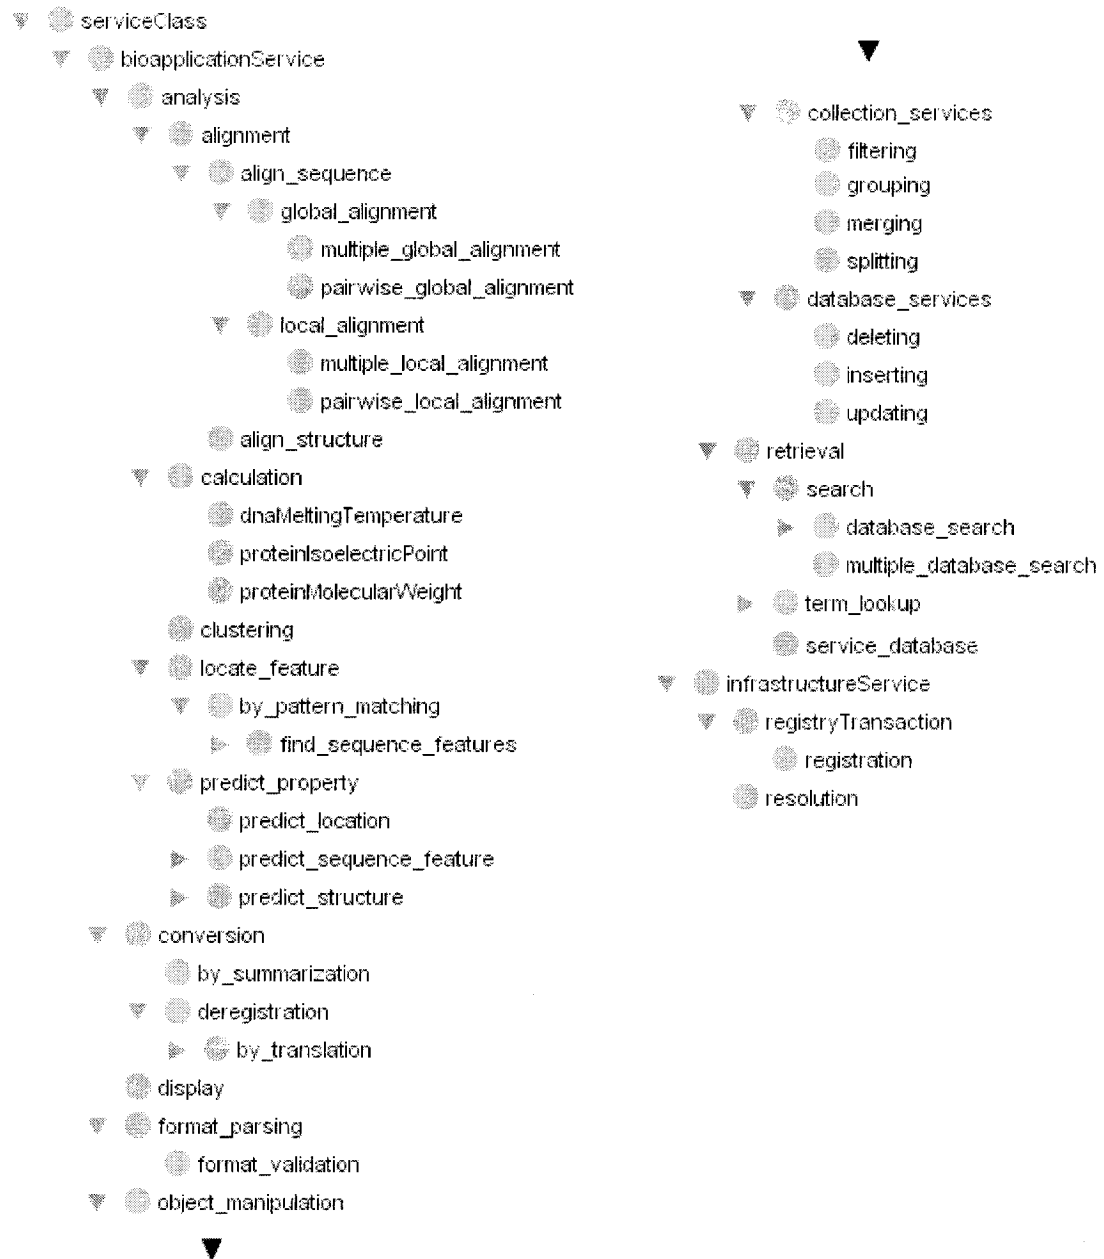 serviceClass
bioapplicationService
analysis
alignment
align_sequence
global_alignment
multiple_global_alignment
pairwise_global_alignment
local_alignment
multiple_local_alignment
pairwise_local_alignment
align_structure
calculation
dnaMeltingTemperature
proteinIsoelectricPoint
proteinMolecularWeight
clustering
locate_feature
by_pattern_matching
find_sequence_features
predict_property
predict_location
predict_sequence_feature
predict_structure
conversion
by_summarization
deregistration
by_translation
display
format_parsing
format_validation
object_manipulation
collection_services
filtering
grouping
merging
splitting
database_services
deleting
inserting
updating
retrieval
search
database_search
multiple_database_search
term_lookup
service_database
infrastructureService
registryTransaction
registration
resolution